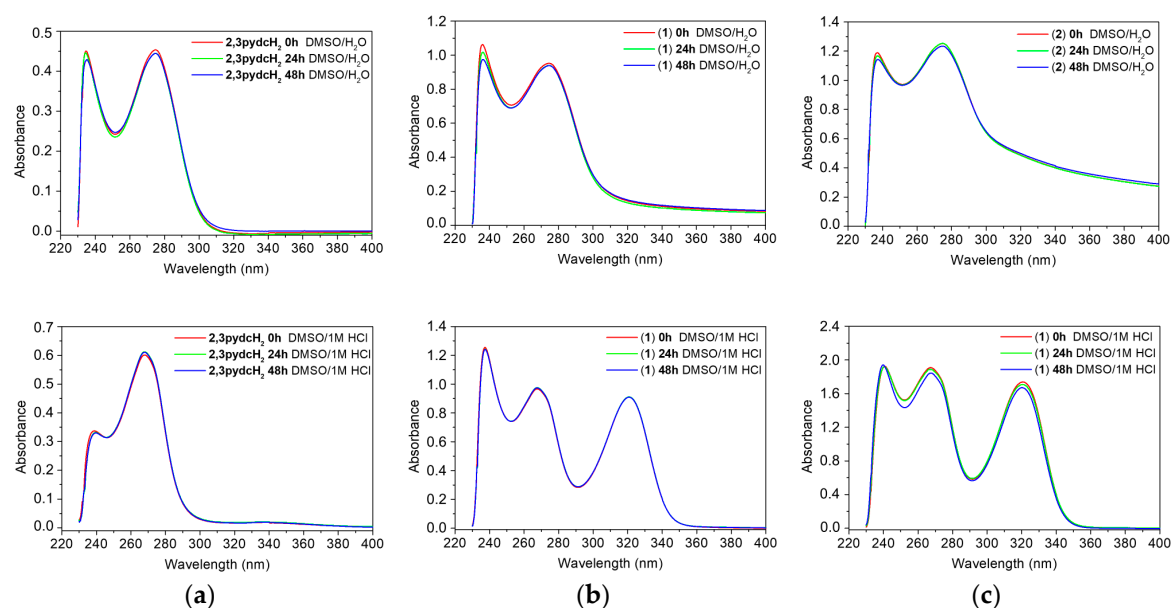 0.5
0.4
0.3
0.2
0.1
0.0
Absorbance
2,3pydcH2 0h DMSO/H2O
2,3pydcH2 24h DMSO/H2O
2,3pydcH2 48h DMSO/H2O
220 240 260 280 300 320 340 360 380 400
Wavelength (nm)
1.4
1.2
1.0
0.8
0.6
0.4
0.2
0.0
Absorbance
(1) 0h DMSO/H2O
(1) 24h DMSO/H2O
(1) 48h DMSO/H2O
220 240 260 280 300 320 340 360 380 400
Wavelength (nm)
1.4
1.2
1.0
0.8
0.6
0.4
0.2
0.0
Absorbance
(2) 0h DMSO/H2O
(2) 24h DMSO/H2O
(2) 48h DMSO/H2O
220 240 260 280 300 320 340 360 380 400
Wavelength (nm)
0.7
0.6
0.5
0.4
0.3
0.2
0.1
0.0
Absorbance
2,3pydcH2 0h DMSO/1M HCl
2,3pydcH2 24h DMSO/1M HCl
2,3pydcH2 48h DMSO/1M HCl
220 240 260 280 300 320 340 360 380 400
Wavelength (nm)
(a)
1.4
1.2
1.0
0.8
0.6
0.4
0.2
0.0
Absorbance
(1) 0h DMSO/1M HCl
(1) 24h DMSO/1M HCl
(1) 48h DMSO/1M HCl
220 240 260 280 300 320 340 360 380 400
Wavelength (nm)
(b)
2.4
2.0
1.6
1.2
0.8
0.4
0.0
Absorbance
(1) 0h DMSO/1M HCl
(1) 24h DMSO/1M HCl
(1) 48h DMSO/1M HCl
220 240 260 280 300 320 340 360 380 400
Wavelength (nm)
(c)